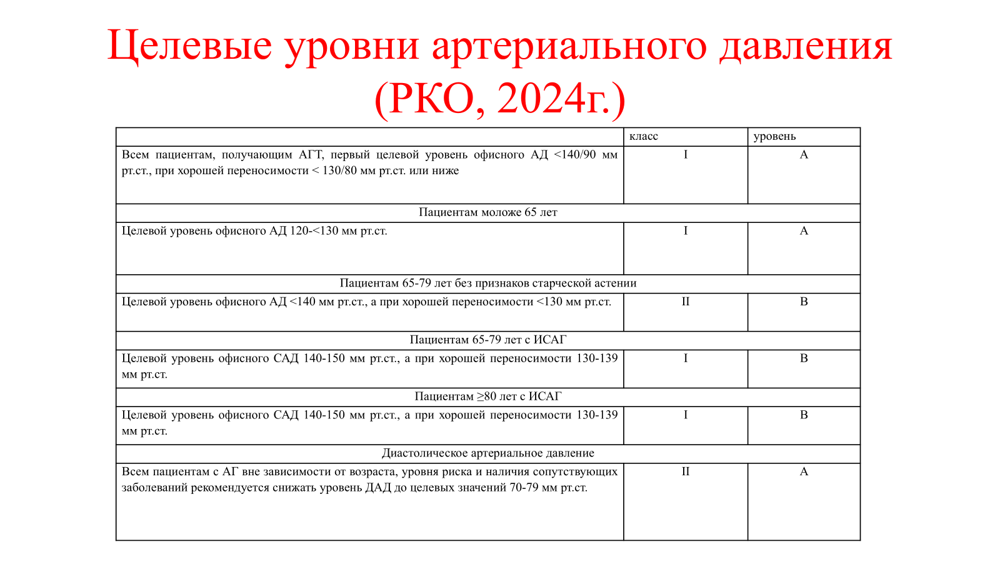 Целевые уровни артериального давления
(РКО, 2024г.)
класс
уровень
Всем пациентам, получающим АГТ, первый целевой уровень офисного АД <140/90 мм
рт.ст., при хорошей переносимости < 130/80 мм рт.ст. или ниже
I
A
Пациентам моложе 65 лет
Целевой уровень офисного АД 120-<130 мм рт.ст.
I
A
Пациентам 65-79 лет без признаков старческой астении
Целевой уровень офисного АД <140 мм рт.ст., а при хорошей переносимости <130 мм рт.ст.
II
B
Пациентам 65-79 лет с ИСАГ
Целевой уровень офисного САД 140-150 мм рт.ст., а при хорошей переносимости 130-139
мм рт.ст.
I
B
Пациентам ≥80 лет с ИСАГ
Целевой уровень офисного САД 140-150 мм рт.ст., а при хорошей переносимости 130-139
мм рт.ст.
I
B
Диастолическое артериальное давление
Всем пациентам с АГ вне зависимости от возраста, уровня риска и наличия сопутствующих
заболеваний рекомендуется снижать уровень ДАД до целевых значений 70-79 мм рт.ст.
II
A